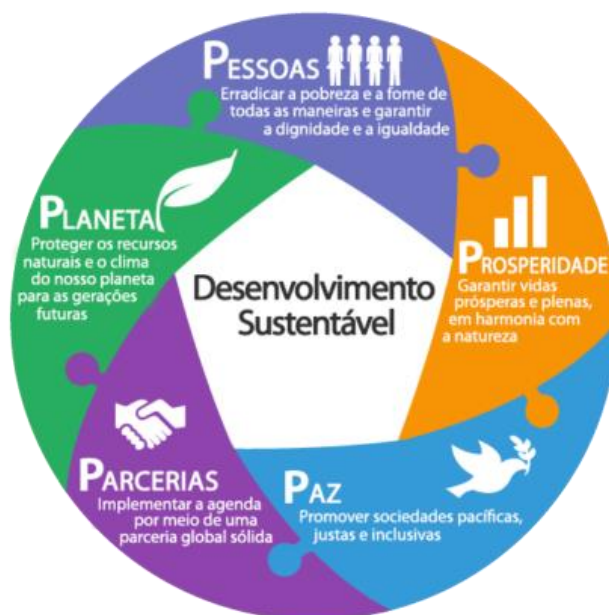 PESSOAS
Erradicar a pobreza e a fome de
todas as maneiras e garantir
a dignidade e a igualdade
PROSPERIDADE
Garantir vidas
prósperas e plenas,
em harmonia com
a natureza
PAZ
Promover sociedades pacíficas,
justas e inclusivas
PARCERIAS
Implementar a agenda
por meio de uma
parceria global sólida
PLANETA
Proteger os recursos
naturais e o clima
do nosso planeta
para as gerações
futuras
Desenvolvimento
Sustentável